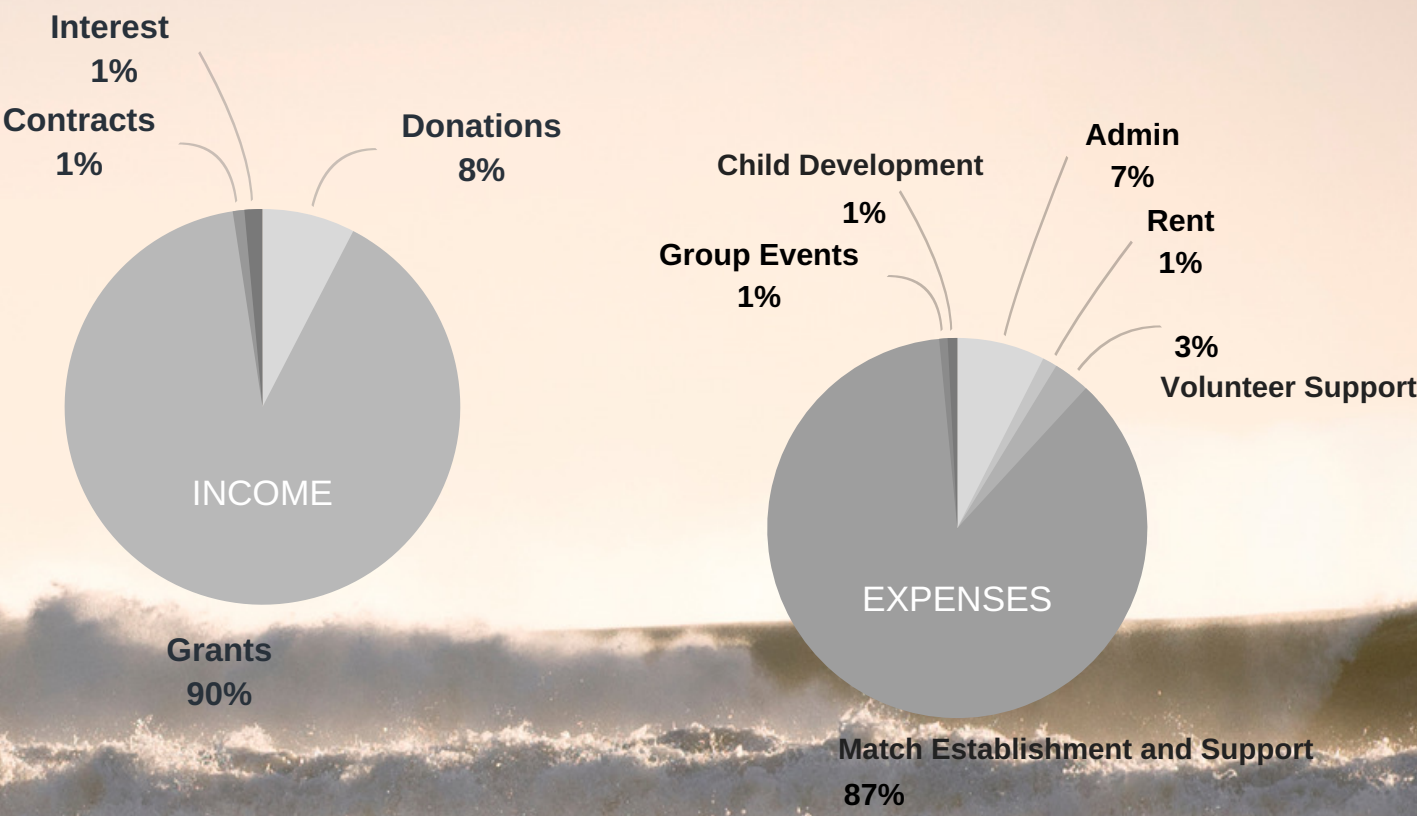 Interest
1%
Contracts
1%
Donations
8%
INCOME
Grants
90%
Child Development
1%
Group Events
1%
Admin
7%
Rent
1%
3%
Volunteer Support
EXPENSES
Match Establishment and Support
87%